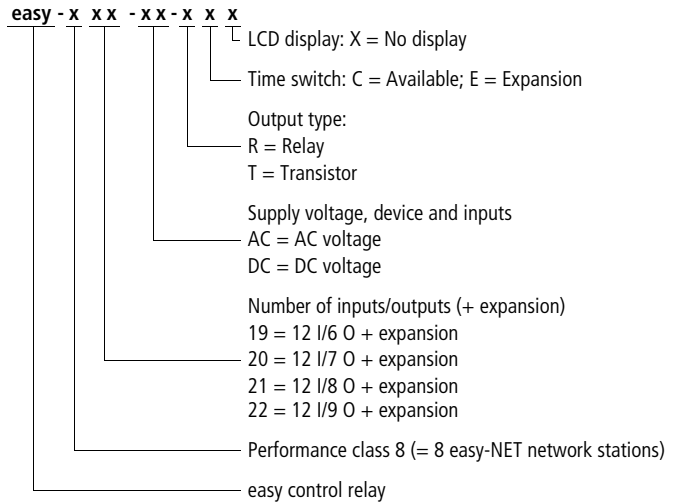 easy - x x x - x x - x x x
LCD display: X = No display
Time switch: C = Available; E = Expansion
Output type:
R = Relay
T = Transistor
Supply voltage, device and inputs
AC = AC voltage
DC = DC voltage
Number of inputs/outputs (+ expansion)
19 = 12 I/6 O + expansion
20 = 12 I/7 O + expansion
21 = 12 I/8 O + expansion
22 = 12 I/9 O + expansion
Performance class 8 (= 8 easy-NET network stations)
easy control relay